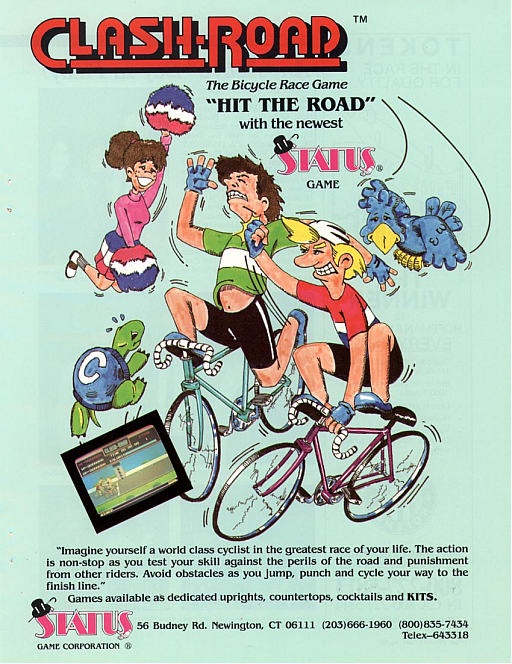 CLASH-ROAD™
The Bicycle Race Game
"HIT THE ROAD"
with the newest
STATUS®
GAME
C
CLASH-ROAD
"Imagine yourself a world class cyclist in the greatest race of your life. The action
is non-stop as you test your skill against the perils of the road and punishment
from other riders. Avoid obstacles as you jump, punch and cycle your way to the
finish line."
Games available as dedicated uprights, countertops, cocktails and KITS.
STATUS
GAME CORPORATION ®
56 Budney Rd. Newington, CT 06111 (203)666-1960 (800)835-7434
Telex-643318